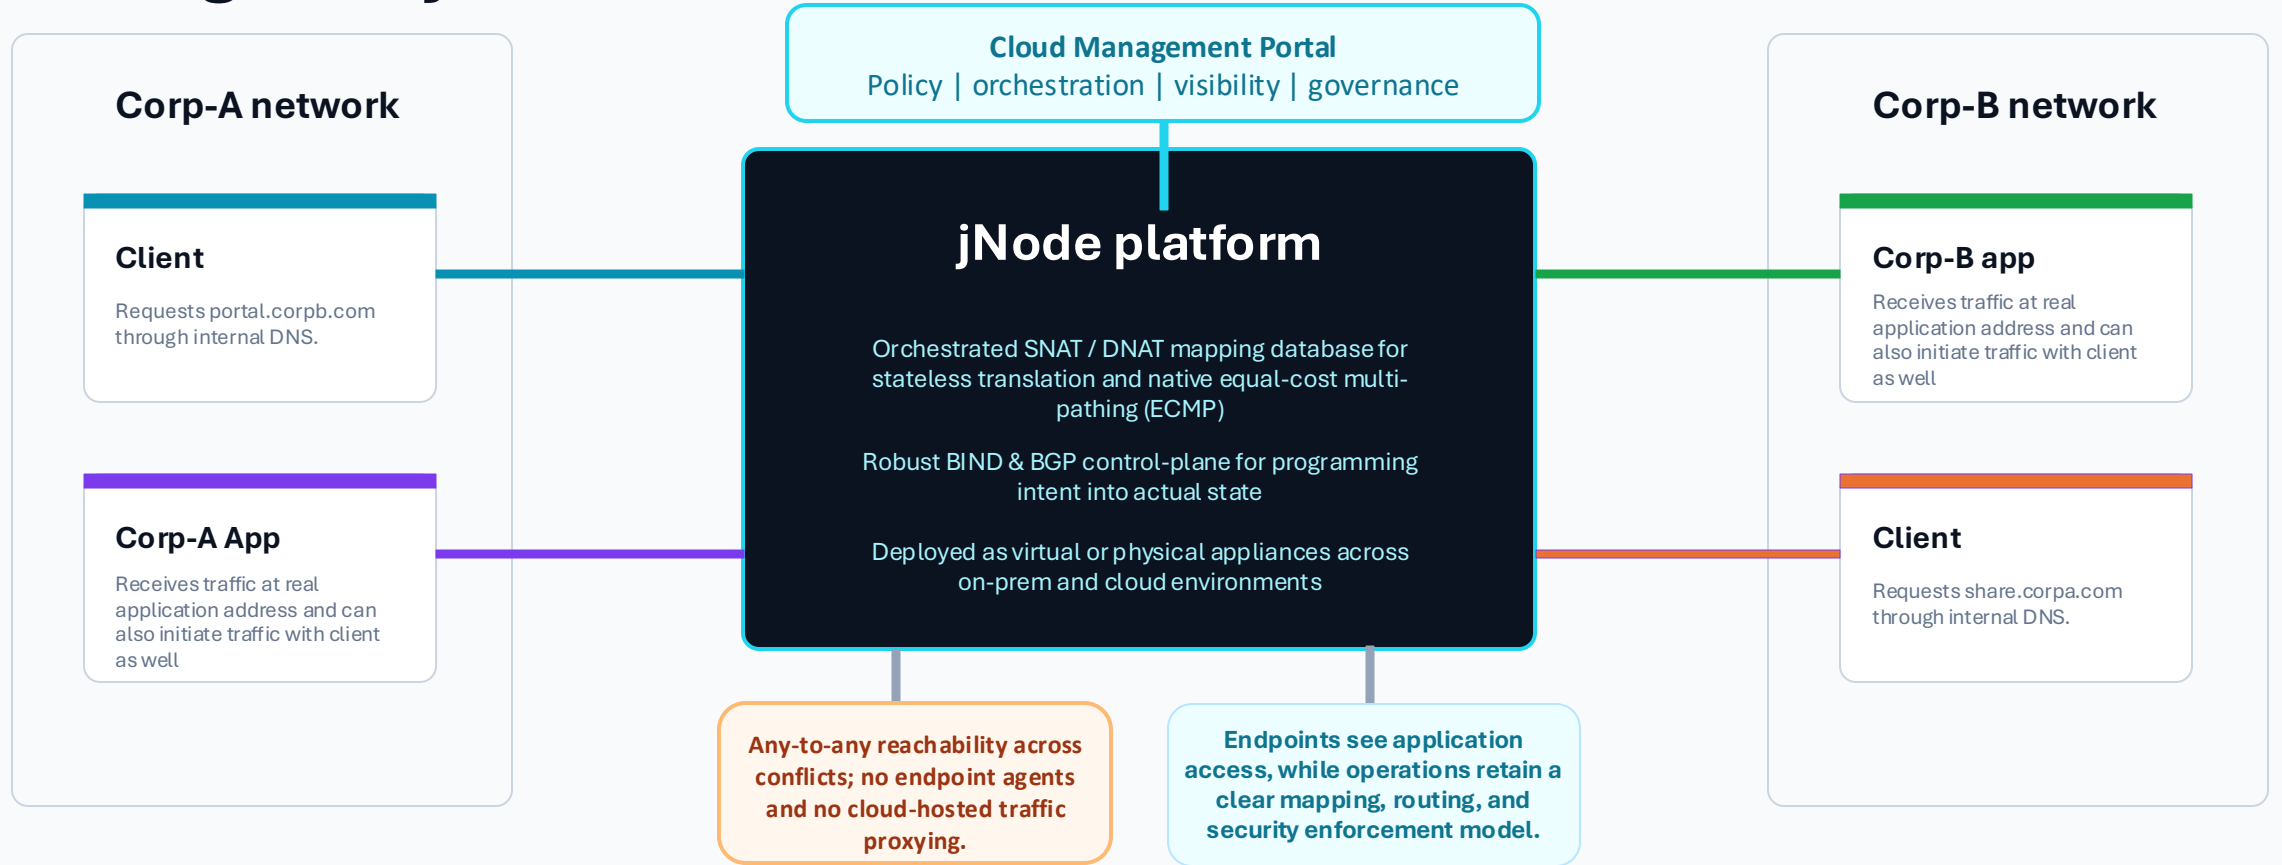 Cloud Management Portal
Policy | orchestration | visibility | governance
Corp-A network
Client
Requests portal.corpb.com
through internal DNS.
Corp-A App
Receives traffic at real
application address and can
also initiate traffic with client
as well
jNode platform
Orchestrated SNAT / DNAT mapping database for
stateless translation and native equal-cost multi-
pathing (ECMP)
Robust BIND & BGP control-plane for programming
intent into actual state
Deployed as virtual or physical appliances across
on-prem and cloud environments
Corp-B network
Corp-B app
Receives traffic at real
application address and can
also initiate traffic with client
as well
Client
Requests share.corpa.com
through internal DNS.
Any-to-any reachability across
conflicts; no endpoint agents
and no cloud-hosted traffic
proxying.
Endpoints see application
access, while operations retain a
clear mapping, routing, and
security enforcement model.